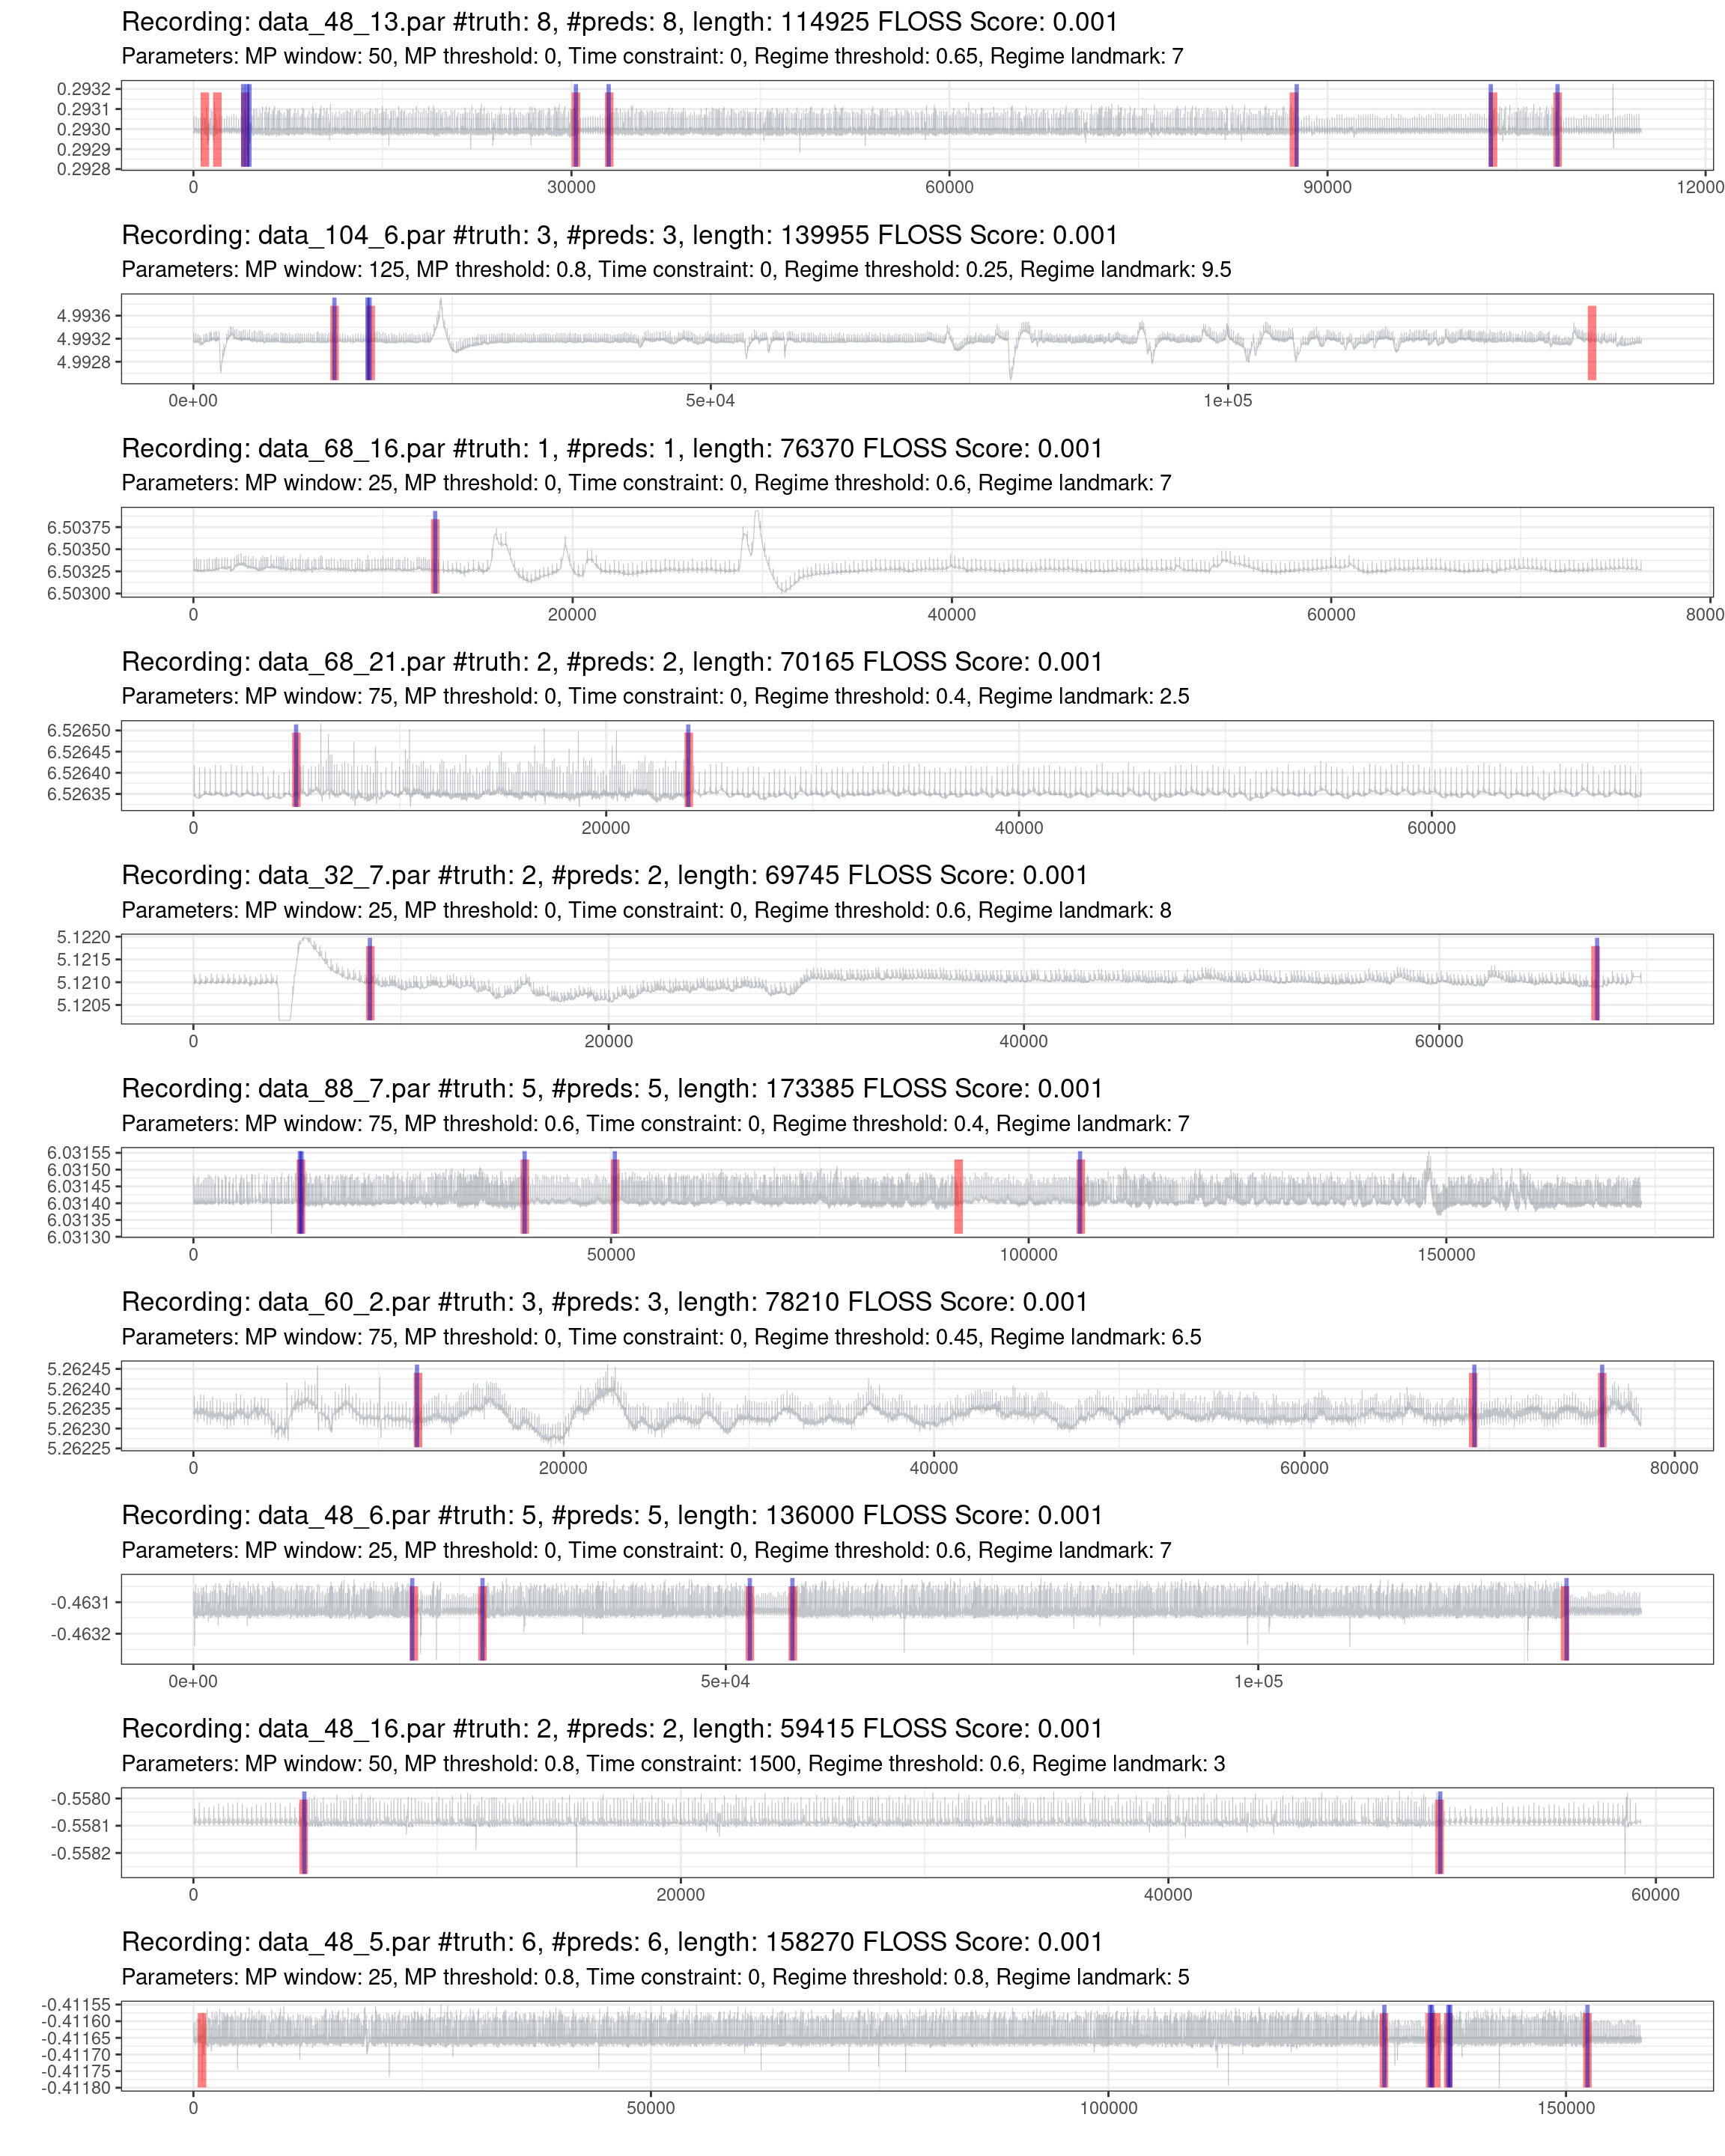 Recording: data_48_13.par #truth: 8, #preds: 8, length: 114925 FLOSS Score: 0.001
Parameters: MP window: 50, MP threshold: 0, Time constraint: 0, Regime threshold: 0.65, Regime landmark: 7
0.2932
0.2931
0.2930
0.2929
0.2928
0 30000 60000 90000 12000
Recording: data_104_6.par #truth: 3, #preds: 3, length: 139955 FLOSS Score: 0.001
Parameters: MP window: 125, MP threshold: 0.8, Time constraint: 0, Regime threshold: 0.25, Regime landmark: 9.5
4.9936
4.9932
4.9928
0e+00 5e+04 1e+05
Recording: data_68_16.par #truth: 1, #preds: 1, length: 76370 FLOSS Score: 0.001
Parameters: MP window: 25, MP threshold: 0, Time constraint: 0, Regime threshold: 0.6, Regime landmark: 7
6.50375
6.50350
6.50325
6.50300
0 20000 40000 60000 8000
Recording: data_68_21.par #truth: 2, #preds: 2, length: 70165 FLOSS Score: 0.001
Parameters: MP window: 75, MP threshold: 0, Time constraint: 0, Regime threshold: 0.4, Regime landmark: 2.5
6.52650
6.52645
6.52640
6.52635
0 20000 40000 60000
Recording: data_32_7.par #truth: 2, #preds: 2, length: 69745 FLOSS Score: 0.001
Parameters: MP window: 25, MP threshold: 0, Time constraint: 0, Regime threshold: 0.6, Regime landmark: 8
5.1220
5.1215
5.1210
5.1205
0 20000 40000 60000
Recording: data_88_7.par #truth: 5, #preds: 5, length: 173385 FLOSS Score: 0.001
Parameters: MP window: 75, MP threshold: 0.6, Time constraint: 0, Regime threshold: 0.4, Regime landmark: 7
6.03155
6.03150
6.03145
6.03140
6.03135
6.03130
0 50000 100000 150000
Recording: data_60_2.par #truth: 3, #preds: 3, length: 78210 FLOSS Score: 0.001
Parameters: MP window: 75, MP threshold: 0, Time constraint: 0, Regime threshold: 0.45, Regime landmark: 6.5
5.26245
5.26240
5.26235
5.26230
5.26225
0 20000 40000 60000 80000
Recording: data_48_6.par #truth: 5, #preds: 5, length: 136000 FLOSS Score: 0.001
Parameters: MP window: 25, MP threshold: 0, Time constraint: 0, Regime threshold: 0.6, Regime landmark: 7
-0.4631
-0.4632
0e+00 5e+04 1e+05
Recording: data_48_16.par #truth: 2, #preds: 2, length: 59415 FLOSS Score: 0.001
Parameters: MP window: 50, MP threshold: 0.8, Time constraint: 1500, Regime threshold: 0.6, Regime landmark: 3
-0.5580
-0.5581
-0.5582
0 20000 40000 60000
Recording: data_48_5.par #truth: 6, #preds: 6, length: 158270 FLOSS Score: 0.001
Parameters: MP window: 25, MP threshold: 0.8, Time constraint: 0, Regime threshold: 0.8, Regime landmark: 5
-0.41155
-0.41160
-0.41165
-0.41170
-0.41175
-0.41180
0 50000 100000 150000